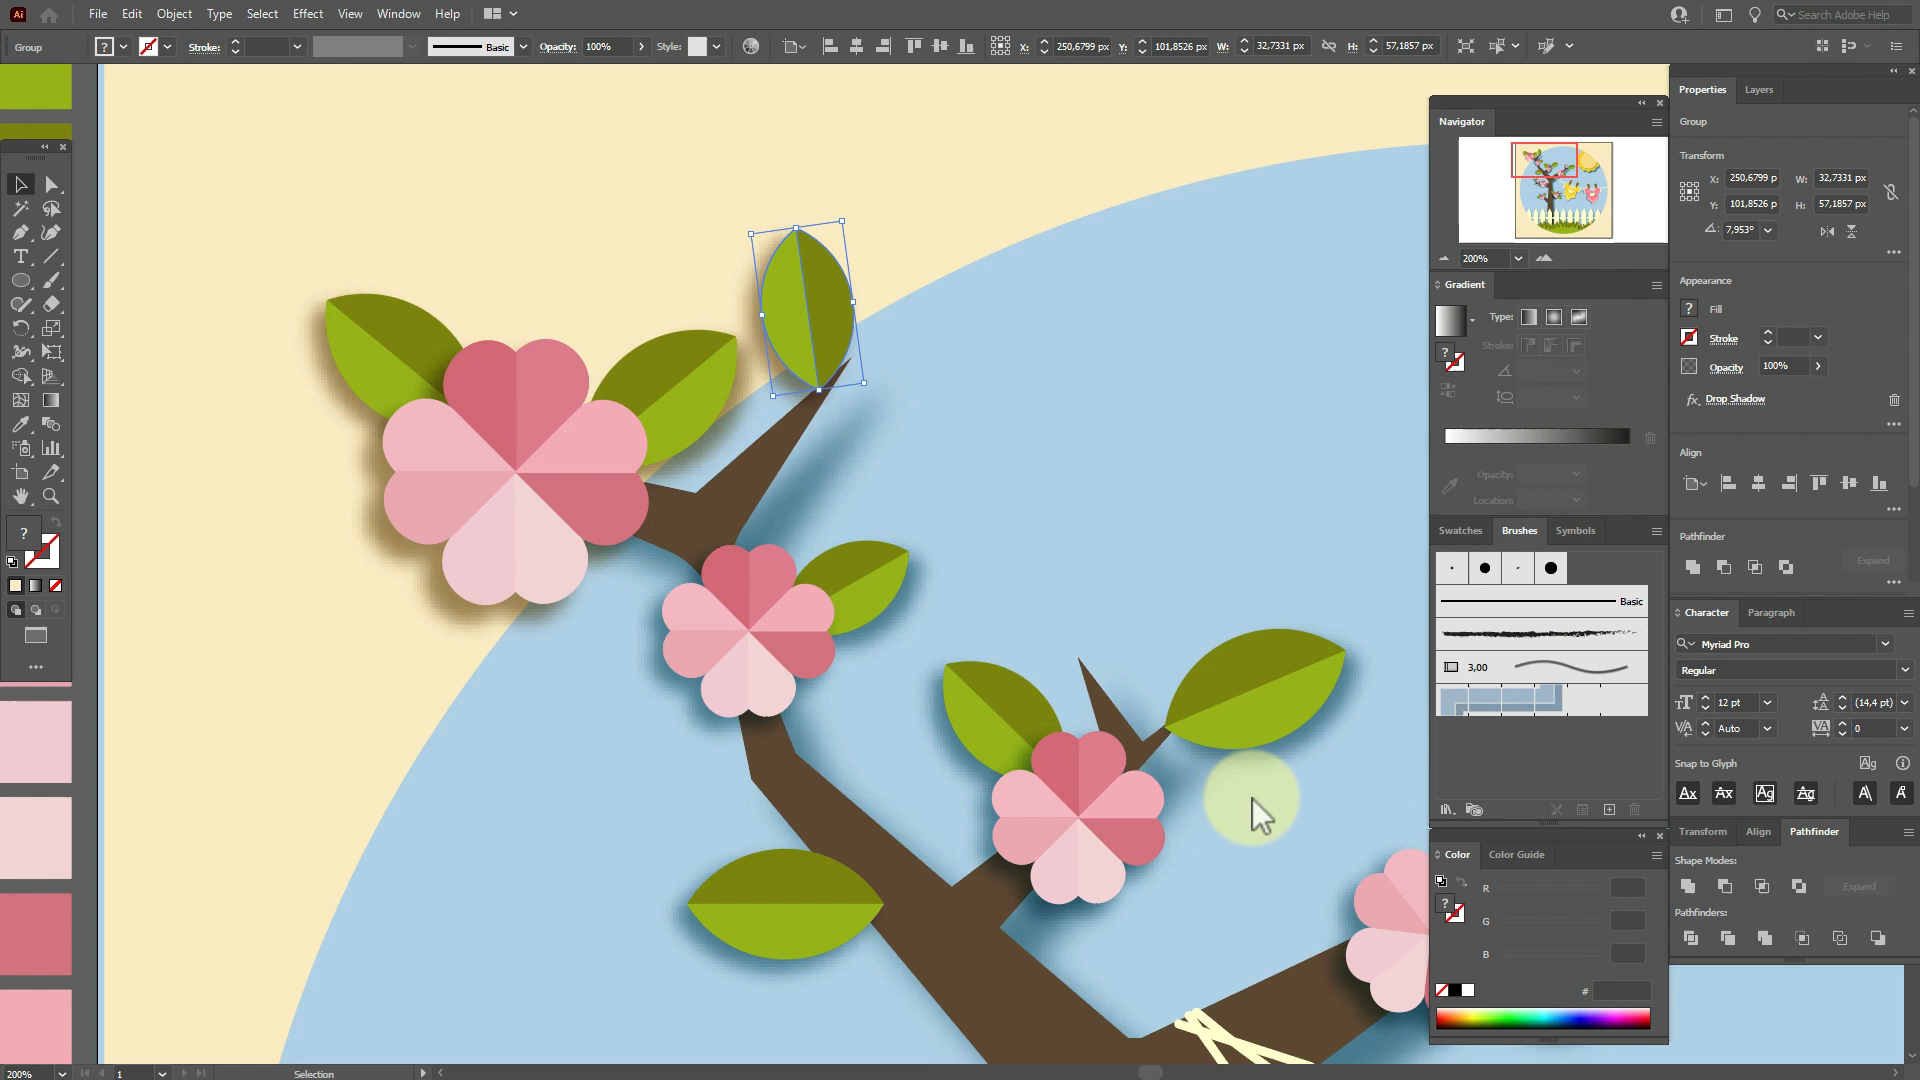 Ai File Edit Object Type Select Effect View Window Help Search Adobe Help
Group ? Stroke: Basic Opacity: 100% Style: X: 250,6799 px Y: 101,8526 px W: 32,7331 px H: 57,1857 px
Properties Layers
Navigator
Group
Transform
X: 250,6799 p W: 32,7331 px
Y: 101,8526 p H: 57,1857 px
7,953°
200%
Appearance
Gradient
? Fill
Type:
Stroke
Stroke:
Opacity 100%
fx Drop Shadow
Align
Opacity:
Location:
Swatches Brushes Symbols
Pathfinder
Expand
Basic
Character Paragraph
Myriad Pro
3,00
Regular
12 pt (14,4 pt)
Auto 0
Snap to Glyph
Transform Align Pathfinder
Color Color Guide
Shape Modes:
Expand
R
G
B
Pathfinders:
#
200% 1 Selection